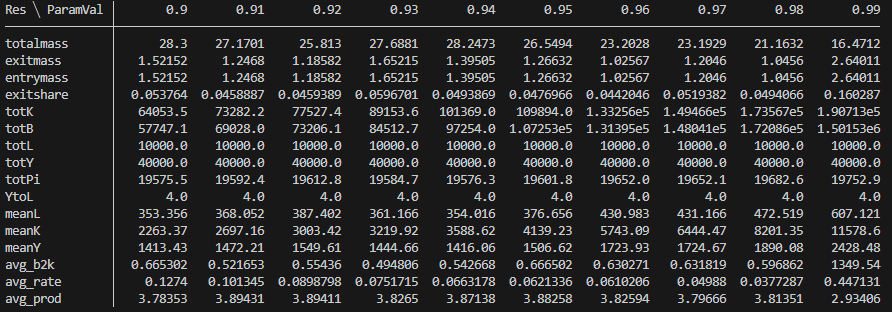 Res \ ParamVal 0.9 0.91 0.92 0.93 0.94 0.95 0.96 0.97 0.98 0.99
totalmass 28.3 27.1701 25.813 27.6881 28.2473 26.5494 23.2028 23.1929 21.1632 16.4712
exitmass 1.52152 1.2468 1.18582 1.65215 1.39505 1.26632 1.02567 1.2046 1.0456 2.64011
entrymass 1.52152 1.2468 1.18582 1.65215 1.39505 1.26632 1.02567 1.2046 1.0456 2.64011
exitshare 0.053764 0.0458887 0.0459389 0.0596701 0.0493869 0.0476966 0.0442046 0.0519382 0.0494066 0.160287
totK 64053.5 73282.2 77527.4 89153.6 101369.0 109894.0 1.33256e5 1.49466e5 1.73567e5 1.90713e5
totB 57747.1 69028.0 73206.1 84512.7 97254.0 1.07253e5 1.31395e5 1.48041e5 1.72086e5 1.50153e6
totL 10000.0 10000.0 10000.0 10000.0 10000.0 10000.0 10000.0 10000.0 10000.0 10000.0
totY 40000.0 40000.0 40000.0 40000.0 40000.0 40000.0 40000.0 40000.0 40000.0 40000.0
totPi 19575.5 19592.4 19612.8 19584.7 19576.3 19601.8 19652.0 19652.1 19682.6 19752.9
YtoL 4.0 4.0 4.0 4.0 4.0 4.0 4.0 4.0 4.0 4.0
meanL 353.356 368.052 387.402 361.166 354.016 376.656 430.983 431.166 472.519 607.121
meanK 2263.37 2697.16 3003.42 3219.92 3588.62 4139.23 5743.09 6444.47 8201.35 11578.6
meanY 1413.43 1472.21 1549.61 1444.66 1416.06 1506.62 1723.93 1724.67 1890.08 2428.48
avg_b2k 0.665302 0.521653 0.55436 0.494806 0.542668 0.666502 0.630271 0.631819 0.596862 1349.54
avg_rate 0.1274 0.101345 0.0898798 0.0751715 0.0663178 0.0621336 0.0610206 0.04988 0.0377287 0.447131
avg_prod 3.78353 3.89431 3.89411 3.8265 3.87138 3.88258 3.82594 3.79666 3.81351 2.93406